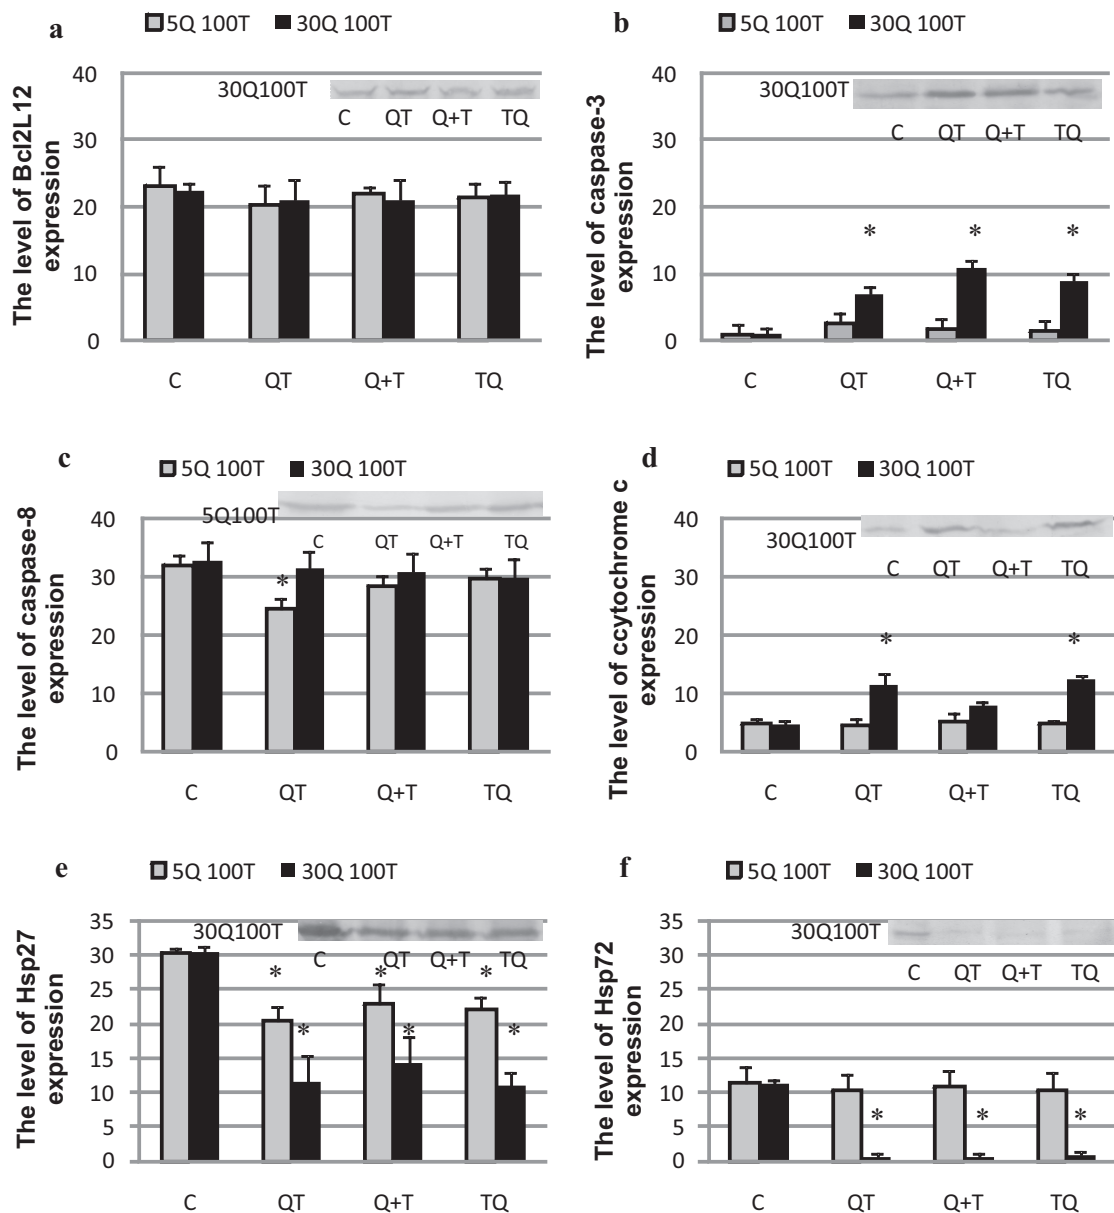 a
5Q 100T 30Q 100T
The level of Bcl2L12
expression
40
30
20
10
0
30Q100T
C QT Q+T TQ
C QT Q+T TQ
b
5Q 100T 30Q 100T
The level of caspase-3
expression
40
30
20
10
0
30Q100T
C QT Q+T TQ
* * *
C QT Q+T TQ
c
5Q 100T 30Q 100T
The level of caspase-8
expression
40
30
20
10
0
5Q100T
C QT Q+T TQ
*
C QT Q+T TQ
d
5Q 100T 30Q 100T
The level of ccytochrome c
expression
40
30
20
10
0
30Q100T
C QT Q+T TQ
* *
C QT Q+T TQ
e
5Q 100T 30Q 100T
The level of Hsp27
expression
35
30
25
20
15
10
5
0
30Q100T
C QT Q+T TQ
* * *
* * *
C QT Q+T TQ
f
5Q 100T 30Q 100T
The level of Hsp72
expression
35
30
25
20
15
10
5
0
30Q100T
C QT Q+T TQ
* * *
C QT Q+T TQ